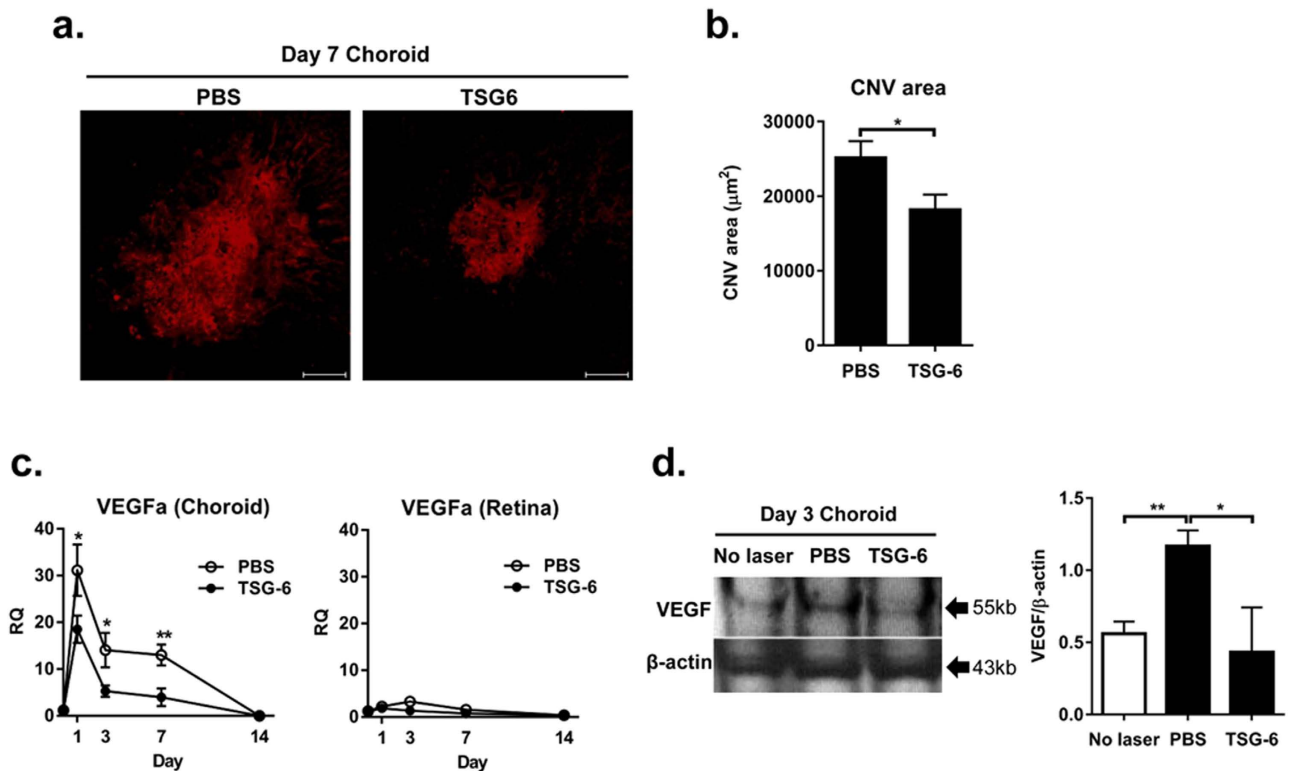 a.
Day 7 Choroid
PBS TSG6
b.
CNV area
CNV area (μm²)
30000
20000
10000
0
*
PBS TSG-6
c.
VEGFa (Choroid)
RQ
40
30
20
10
0
* * **
PBS
TSG-6
1 3 7 14
Day
VEGFa (Retina)
RQ
40
30
20
10
0
PBS
TSG-6
1 3 7 14
Day
d.
Day 3 Choroid
No laser PBS TSG-6
VEGF 55kb
β-actin 43kb
VEGF/β-actin
1.5
1.0
0.5
0.0
** *
No laser PBS TSG-6